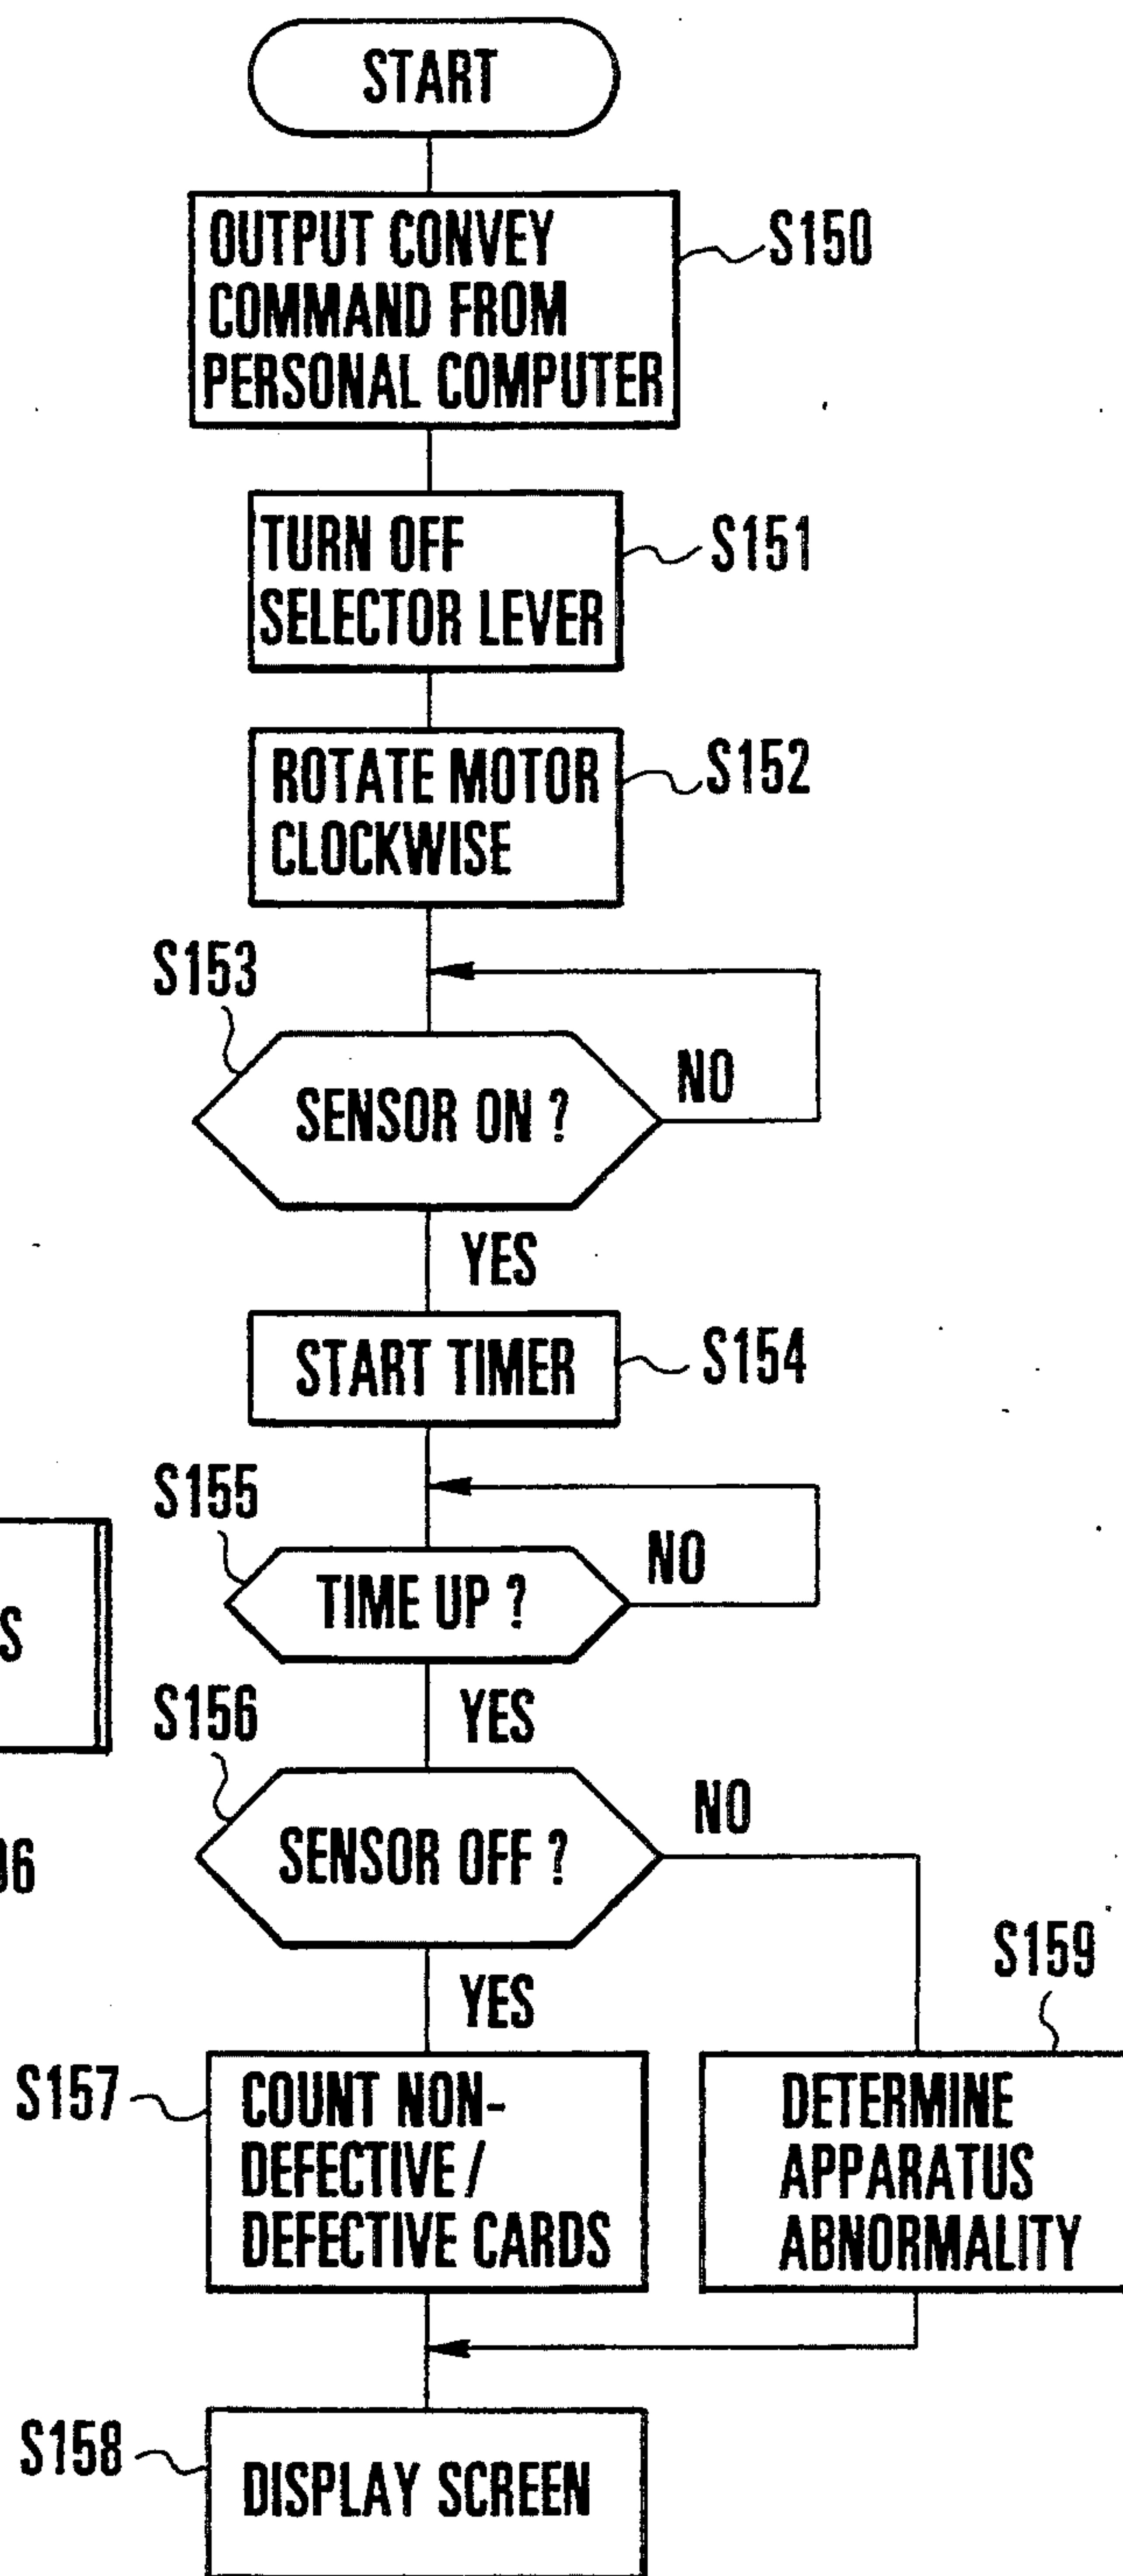 START
OUTPUT CONVEY
COMMAND FROM
PERSONAL COMPUTER
S150
TURN OFF
SELECTOR LEVER
S151
ROTATE MOTOR
CLOCKWISE
S152
S153
SENSOR ON ?
NO
YES
START TIMER
S154
S155
TIME UP ?
NO
S
YES
S156
SENSOR OFF ?
NO
06
YES
S159
S157
COUNT NON-
DEFECTIVE /
DEFECTIVE CARDS
DETERMINE
APPARATUS
ABNORMALITY
S158
DISPLAY SCREEN